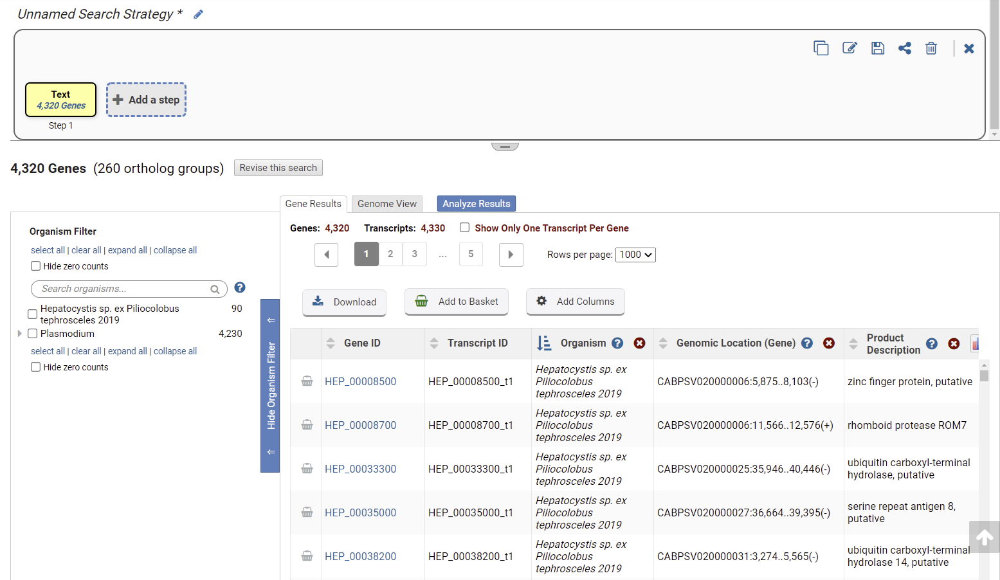 Unnamed Search Strategy *
Text
4,320 Genes
Add a step
Step 1
4,320 Genes (260 ortholog groups) Revise this search
Gene Results Genome View Analyze Results
Organism Filter
select all | clear all | expand all | collapse all
Hide zero counts
Search organisms...
Hepatocystis sp. ex Piliocolobus 90
tephrosceles 2019
Plasmodium 4,230
select all | clear all | expand all | collapse all
Hide zero counts
Hide Organism Filter
Genes: 4,320 Transcripts: 4,330 Show Only One Transcript Per Gene
1 2 3 ... 5 Rows per page: 1000
Download Add to Basket Add Columns
Gene ID Transcript ID Organism Genomic Location (Gene) Product
Description
HEP_00008500 HEP_00008500_t1 Hepatocystis sp. ex
Piliocolobus
tephrosceles 2019 CABPSV020000006:5,875..8,103(-) zinc finger protein, putative
HEP_00008700 HEP_00008700_t1 Hepatocystis sp. ex
Piliocolobus
tephrosceles 2019 CABPSV020000006:11,566..12,576(+) rhomboid protease ROM7
HEP_00033300 HEP_00033300_t1 Hepatocystis sp. ex
Piliocolobus
tephrosceles 2019 CABPSV020000025:35,946..40,446(-) ubiquitin carboxyl-terminal
hydrolase, putative
HEP_00035000 HEP_00035000_t1 Hepatocystis sp. ex
Piliocolobus
tephrosceles 2019 CABPSV020000027:36,664..39,395(-) serine repeat antigen 8,
putative
HEP_00038200 HEP_00038200_t1 Hepatocystis sp. ex
Piliocolobus
tephrosceles 2019 CABPSV020000031:3,274..5,565(-) ubiquitin carboxyl-terminal
hydrolase 14, putative